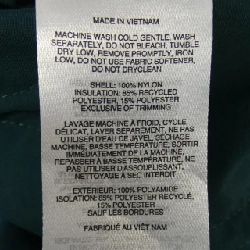 MADE IN VIETNAM
MACHINE WASH COLD GENTLE, WASH
SEPARATELY, DO NOT BLEACH, TUMBLE
DRY LOW, REMOVE PROMPTLY, IRON
LOW, DO NOT USE FABRIC SOFTENER,
DO NOT DRYCLEAN
SHELL: 100% NYLON
INSULATION: 85% RECYCLED
POLYESTER, 15% POLYESTER
EXCLUSIVE OF TRIMMING
LAVAGE MACHINE À FROID, CYCLE
DÉLICAT, LAVER SÉPAREMENT, NE PAS
UTILISER D'EAU DE JAVEL, SÉCHAGE
MACHINE, BASSE TEMPÉRATURE, SORTIR
IMMÉDIATEMENT DE LA MACHINE,
REPASSER À BASSE TEMPÉRATURE, NE
PAS UTILISER D'ASSOUPLISSANT, NE PAS
NETTOYAGE A SEC INTERDIT
EXTÉRIEUR: 100% POLYAMIDE
ISOLATION: 85% POLYESTER RECYCLÉ,
15% POLYESTER
SAUF LES BORDURES
FABRIQUÉ AU VIET NAM